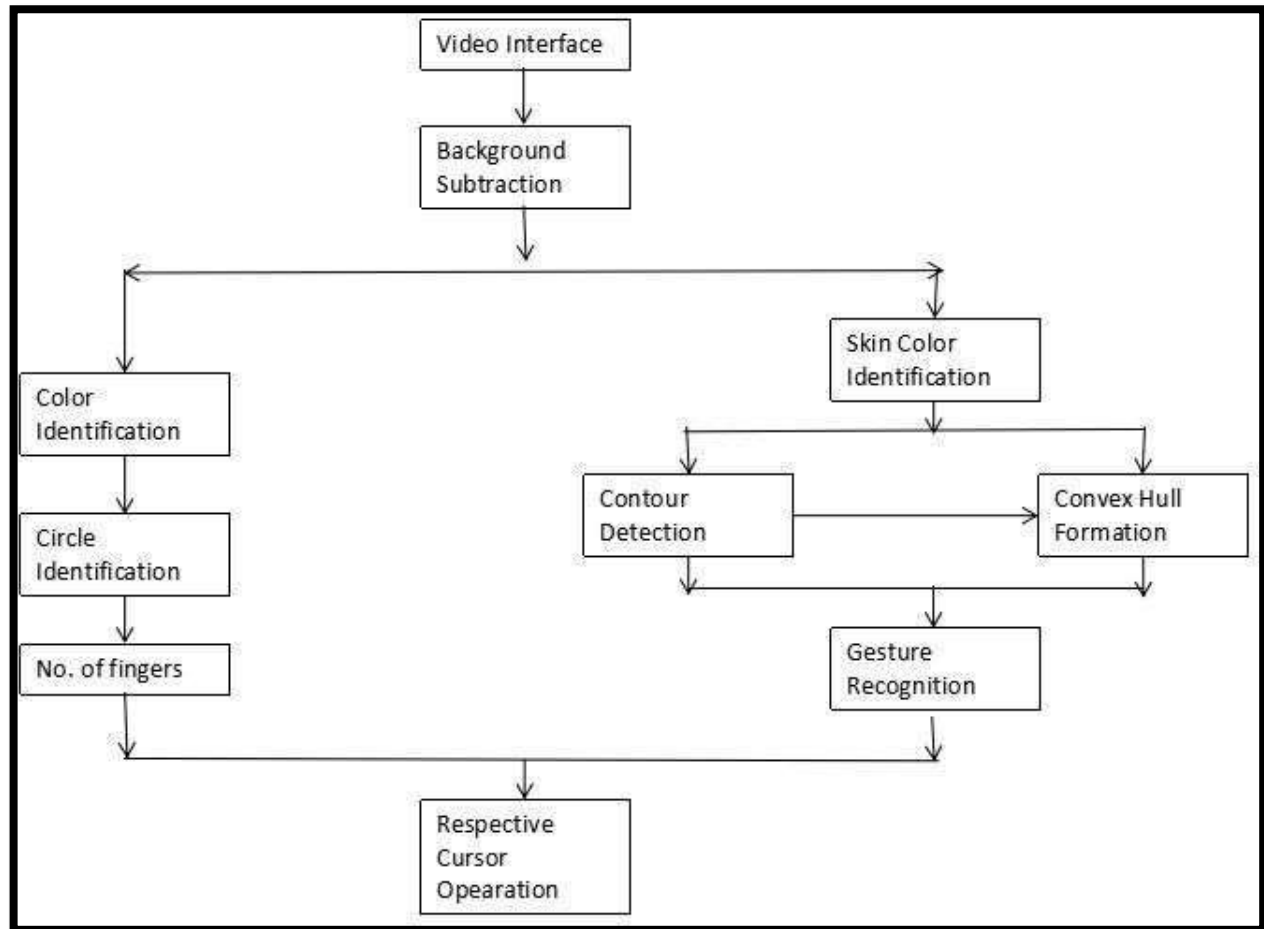 Video Interface
Background
Subtraction
Skin Color
Identification
Color
Identification
Contour
Detection
Convex Hull
Formation
Circle
Identification
No. of fingers
Gesture
Recognition
Respective
Cursor
Opearation